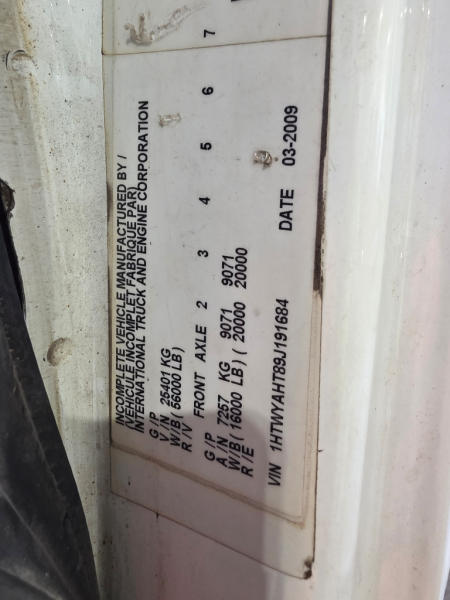 INCOMPLETE VEHICLE MANUFACTURED BY /
(VEHICULE INCOMPLET FABRIQUE PAR)
INTERNATIONAL TRUCK AND ENGINE CORPORATION
G / P
V / N 25401 KG
W/B ( 56000 LB)
R / V
FRONT AXLE 2 3 4 5 6 7
G / P
A / N 7257 KG 9071 9071
W/B ( 16000 LB) ( 20000 20000
R / E
VIN 1HTWYAHT89J191684 DATE 03-2009